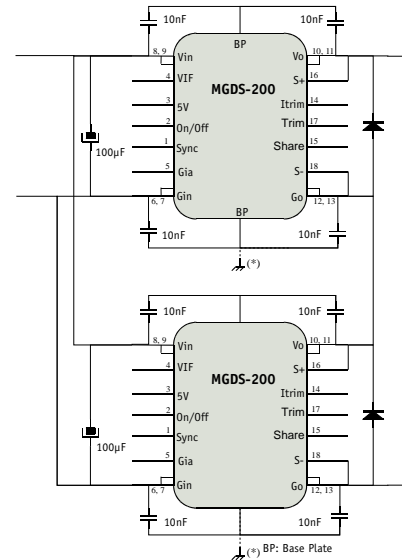 10nF 10nF
8, 9 BP 10, 11
Vin Vo
4 16
VIF MGDS-200 S+
3 14
5V Itrim
2 17
On/Off Trim
100µF 1 15
Sync Share
5 18
Gia S-
Gin Go
6, 7 BP 12, 13
10nF 10nF
(*)
10nF 10nF
8, 9 10, 11
Vin Vo
4 16
VIF S+
MGDS-200
3 14
5V Itrim
2 17
On/Off Trim
1 15
Sync Share
100µF 5 18
Gia S-
Gin Go
6, 7 12, 13
10nF 10nF
(*) BP: Base Plate